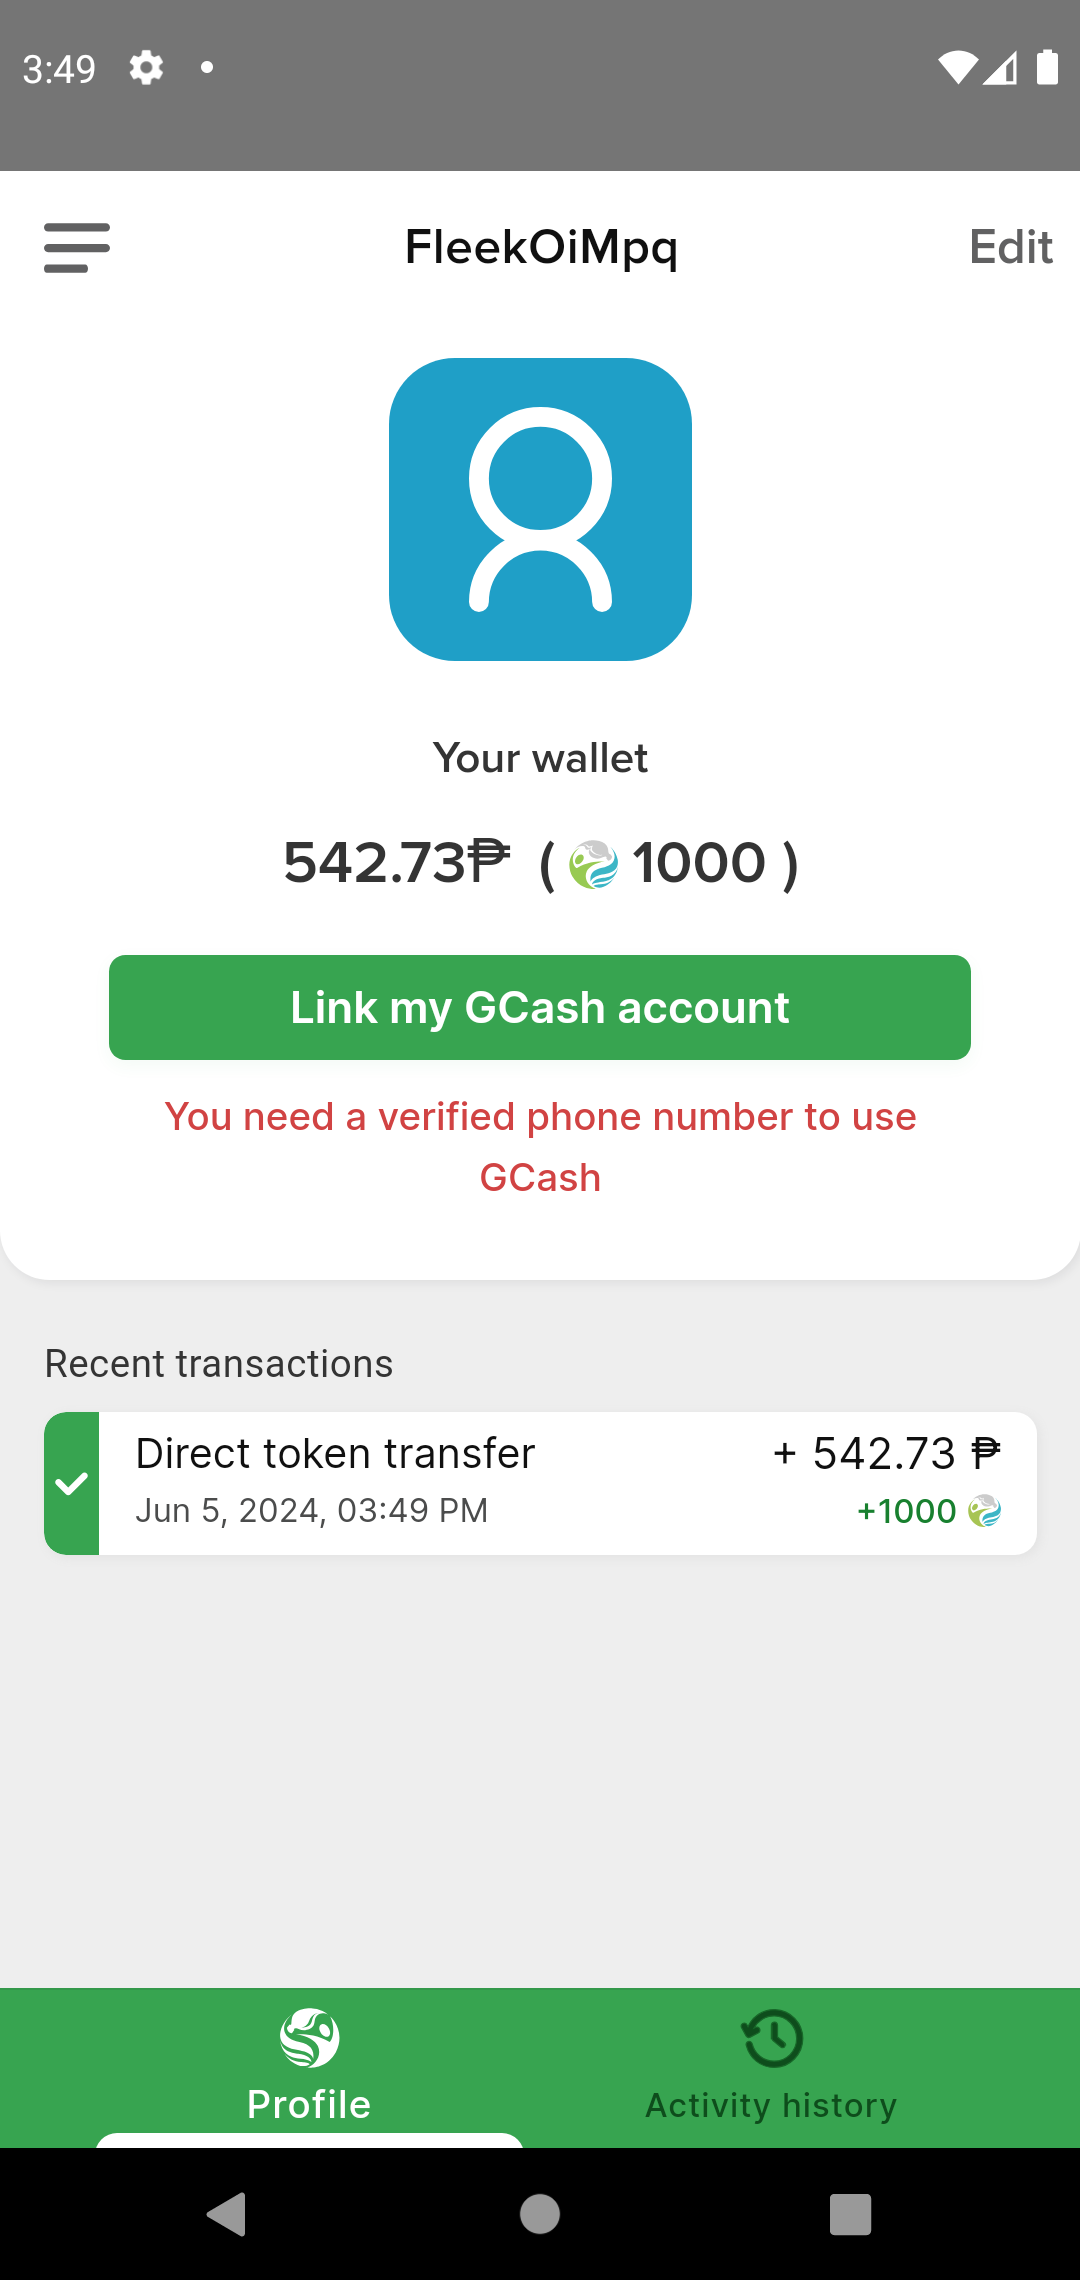 3:49
FleekOiMpq
Edit
Your wallet
542.73₱ ( 1000 )
Link my GCash account
You need a verified phone number to use
GCash
Recent transactions
Direct token transfer
+ 542.73 ₱
Jun 5, 2024, 03:49 PM
+1000
Profile
Activity history